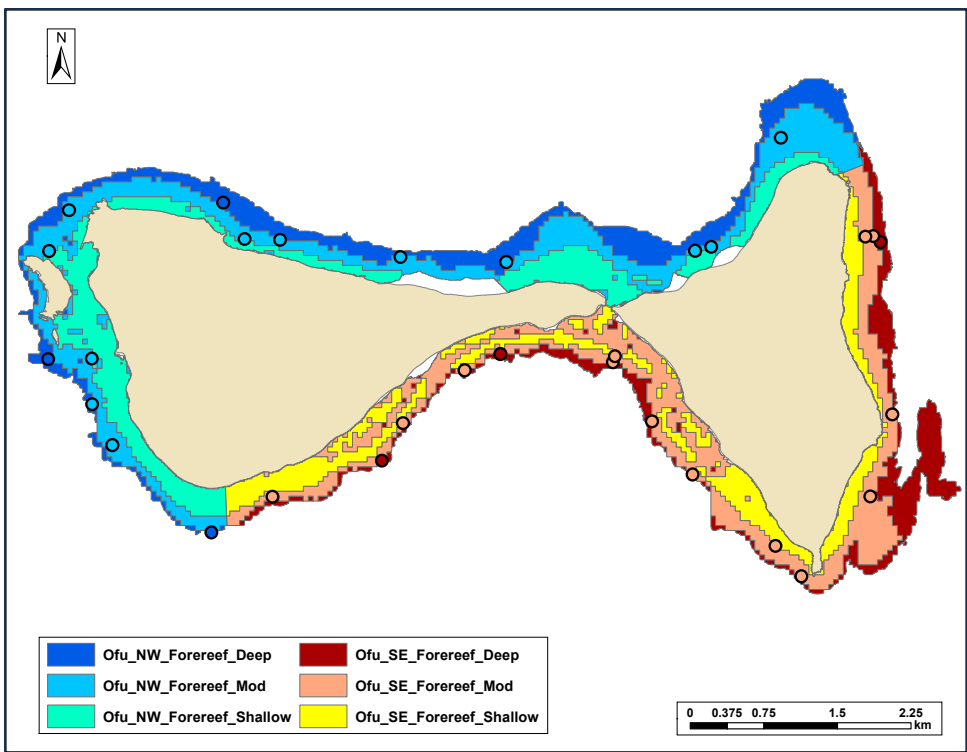 N
Ofu_NW_Forereef_Deep Ofu_SE_Forereef_Deep
Ofu_NW_Forereef_Mod Ofu_SE_Forereef_Mod
Ofu_NW_Forereef_Shallow Ofu_SE_Forereef_Shallow
0 0.375 0.75 1.5 2.25
km